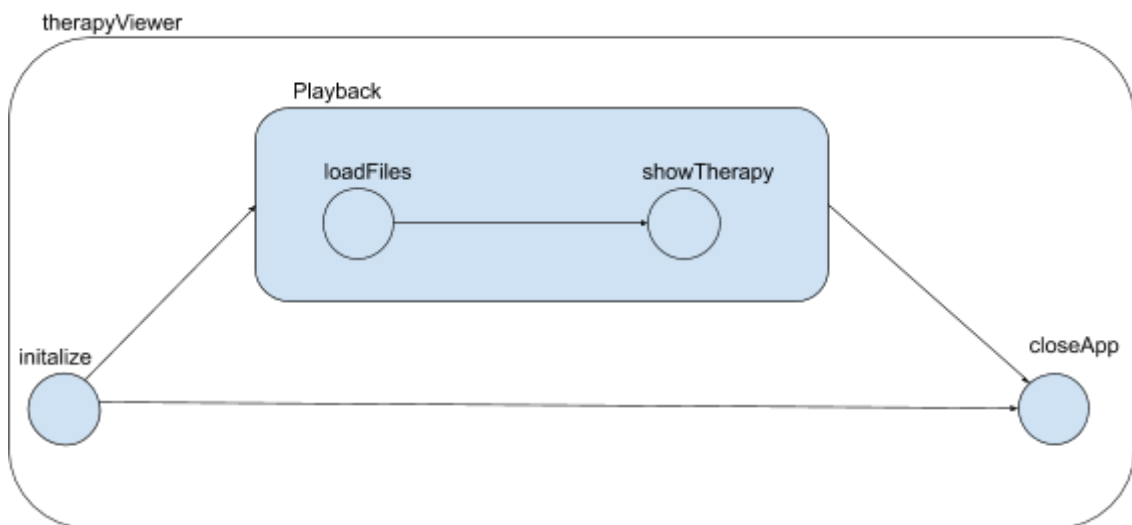 therapyViewer
Playback
loadFiles
showTherapy
initalize
closeApp